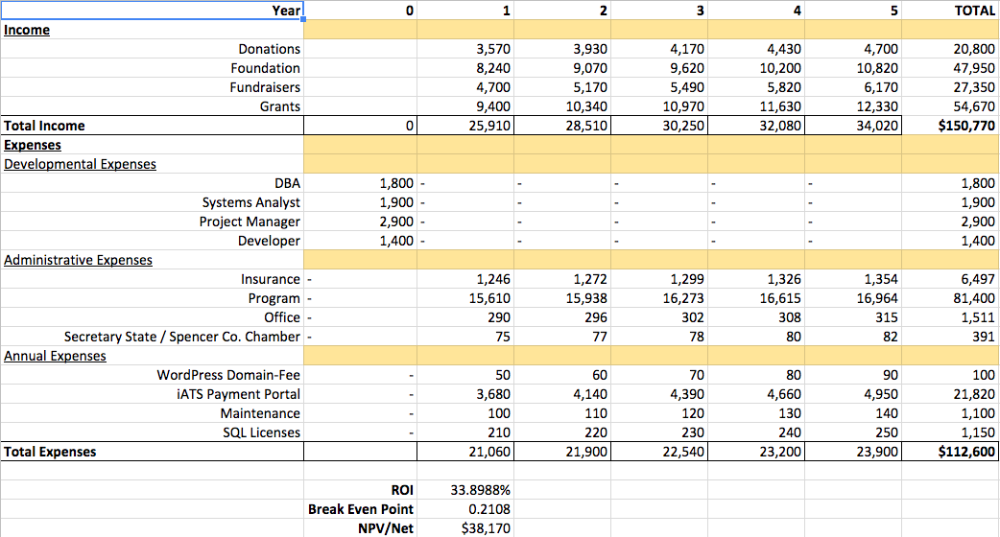 Year 0 1 2 3 4 5 TOTAL
Income
Donations 3,570 3,930 4,170 4,430 4,700 20,800
Foundation 8,240 9,070 9,620 10,200 10,820 47,950
Fundraisers 4,700 5,170 5,490 5,820 6,170 27,350
Grants 9,400 10,340 10,970 11,630 12,330 54,670
Total Income 0 25,910 28,510 30,250 32,080 34,020 $150,770
Expenses
Developmental Expenses
DBA 1,800 - - - - - 1,800
Systems Analyst 1,900 - - - - - 1,900
Project Manager 2,900 - - - - - 2,900
Developer 1,400 - - - - - 1,400
Administrative Expenses
Insurance - 1,246 1,272 1,299 1,326 1,354 6,497
Program - 15,610 15,938 16,273 16,615 16,964 81,400
Office - 290 296 302 308 315 1,511
Secretary State / Spencer Co. Chamber - 75 77 78 80 82 391
Annual Expenses
WordPress Domain-Fee - 50 60 70 80 90 100
iATS Payment Portal - 3,680 4,140 4,390 4,660 4,950 21,820
Maintenance - 100 110 120 130 140 1,100
SQL Licenses - 210 220 230 240 250 1,150
Total Expenses 21,060 21,900 22,540 23,200 23,900 $112,600
ROI 33.8988%
Break Even Point 0.2108
NPV/Net $38,170